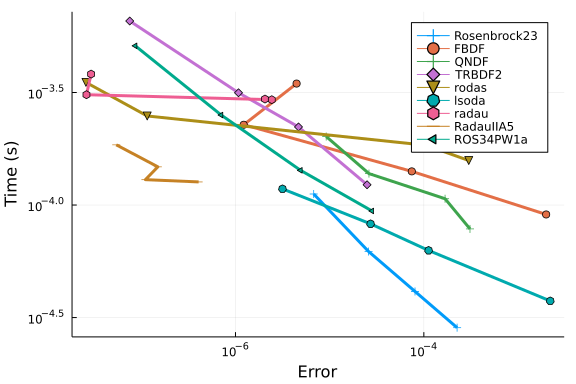 Time (s)
10^-3.5
10^-4.0
10^-4.5
10^-6
10^-4
Error
Rosenbrock23
FBDF
QNDF
TRBDF2
rodas
lsoda
radau
RadauIIA5
ROS34PW1a